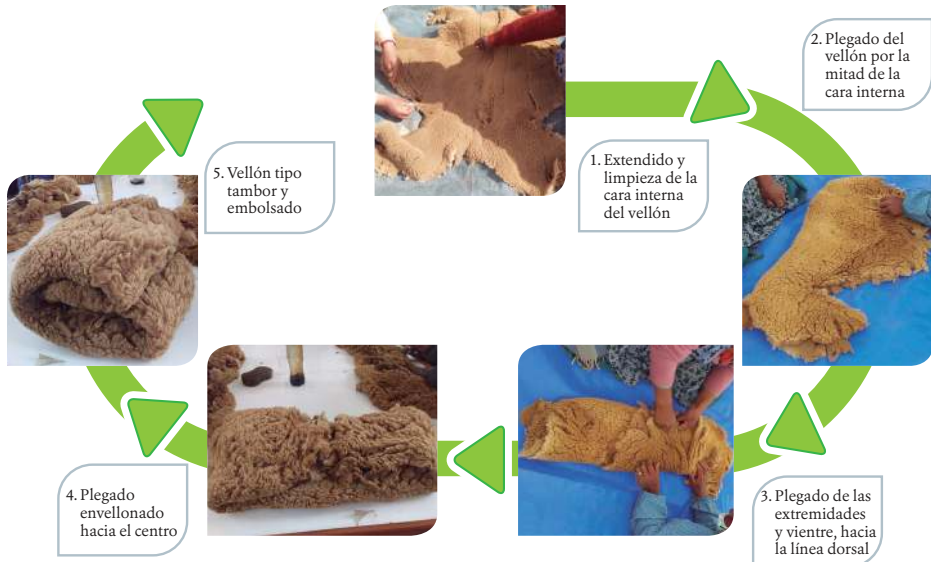 1. Extendido y
limpieza de la
cara interna
del vellón
2. Plegado del
vellón por la
mitad de la
cara interna
3. Plegado de las
extremidades
y vientre, hacia
la línea dorsal
4. Plegado
envellonado
hacia el centro
5. Vellón tipo
tambor y
embolsado